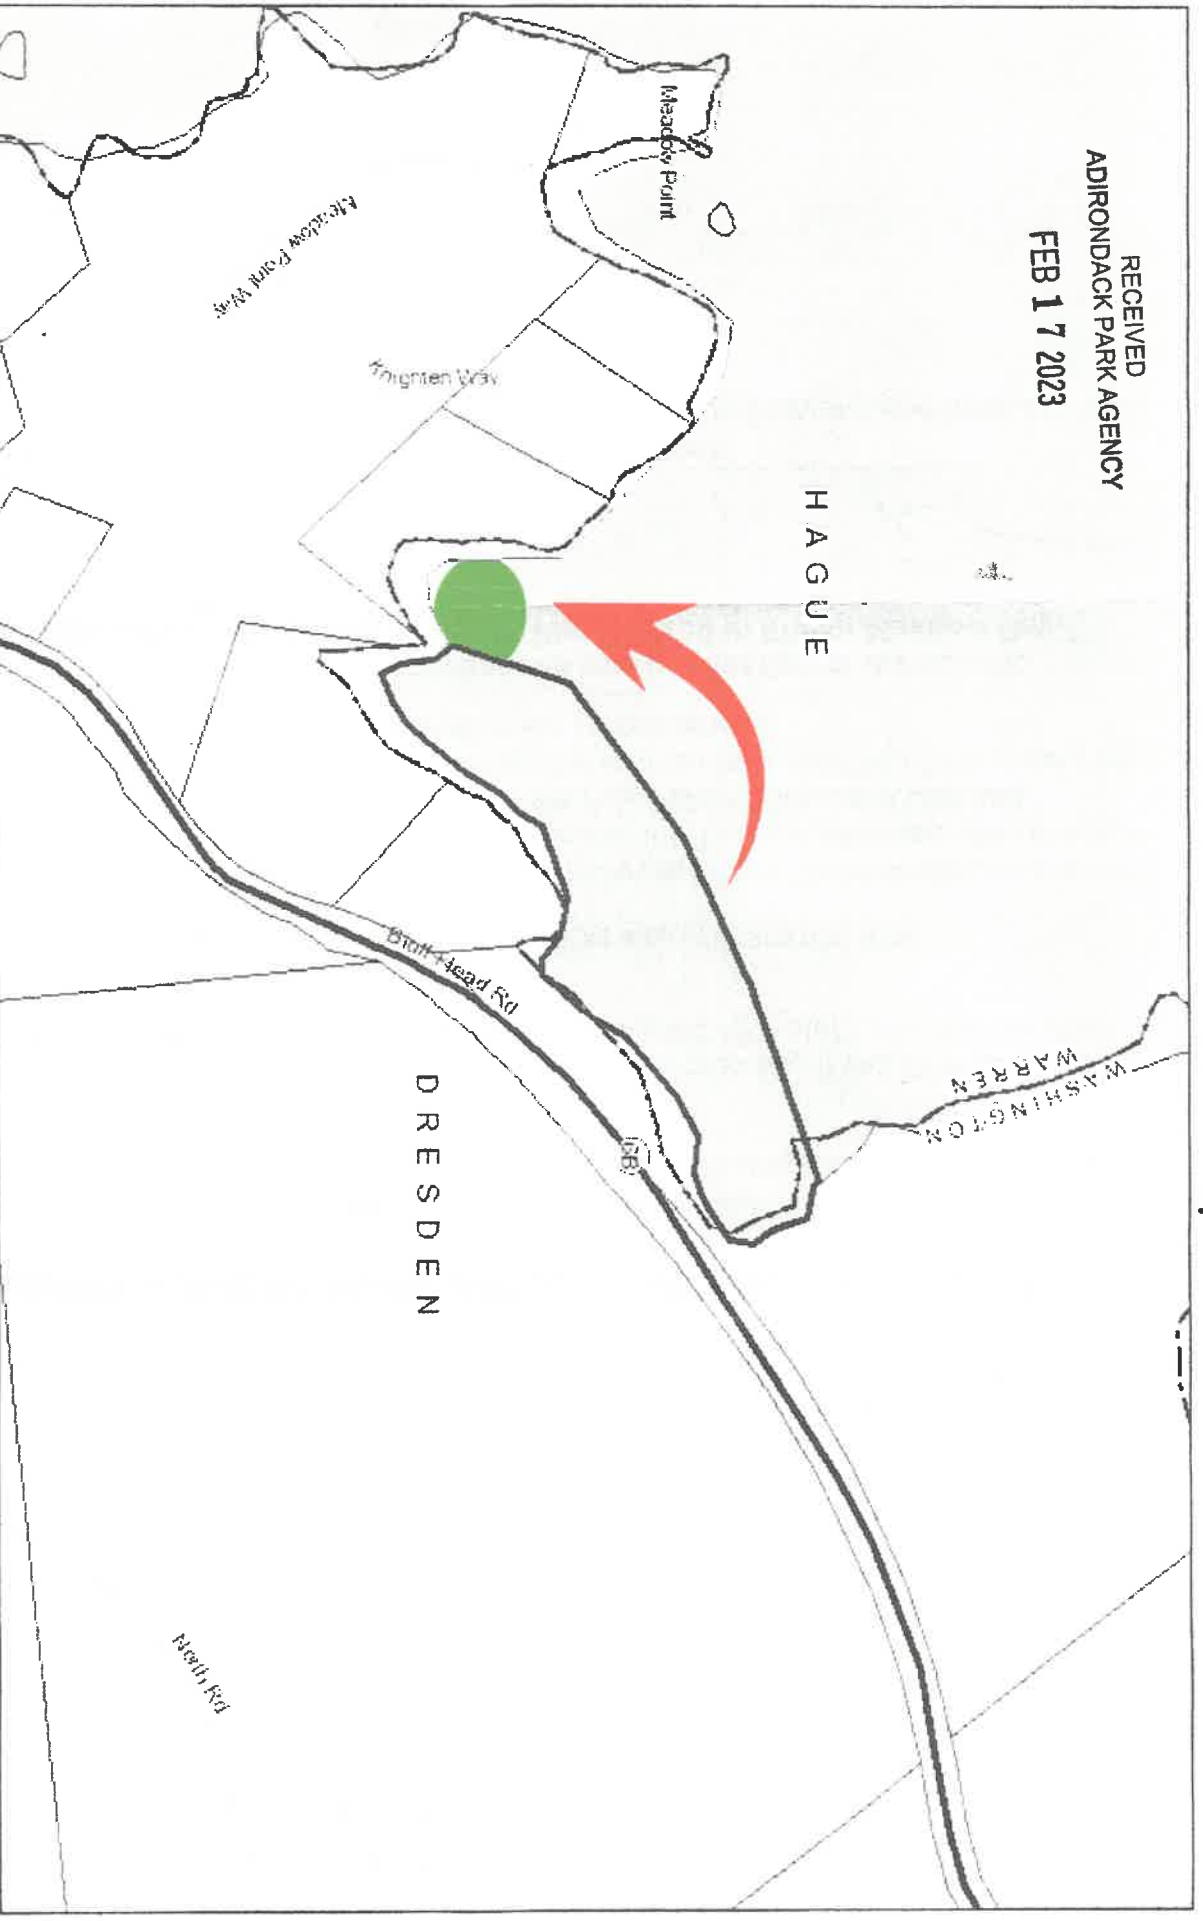 RECEIVED
ADIRONDACK PARK AGENCY
FEB 17 2023
HAGUE
Meadow Point
Meadow Point Way
Knighten Way
WARREN
WASHINGTON
Bluff Head Rd
6B
DRESDEN
North Rd